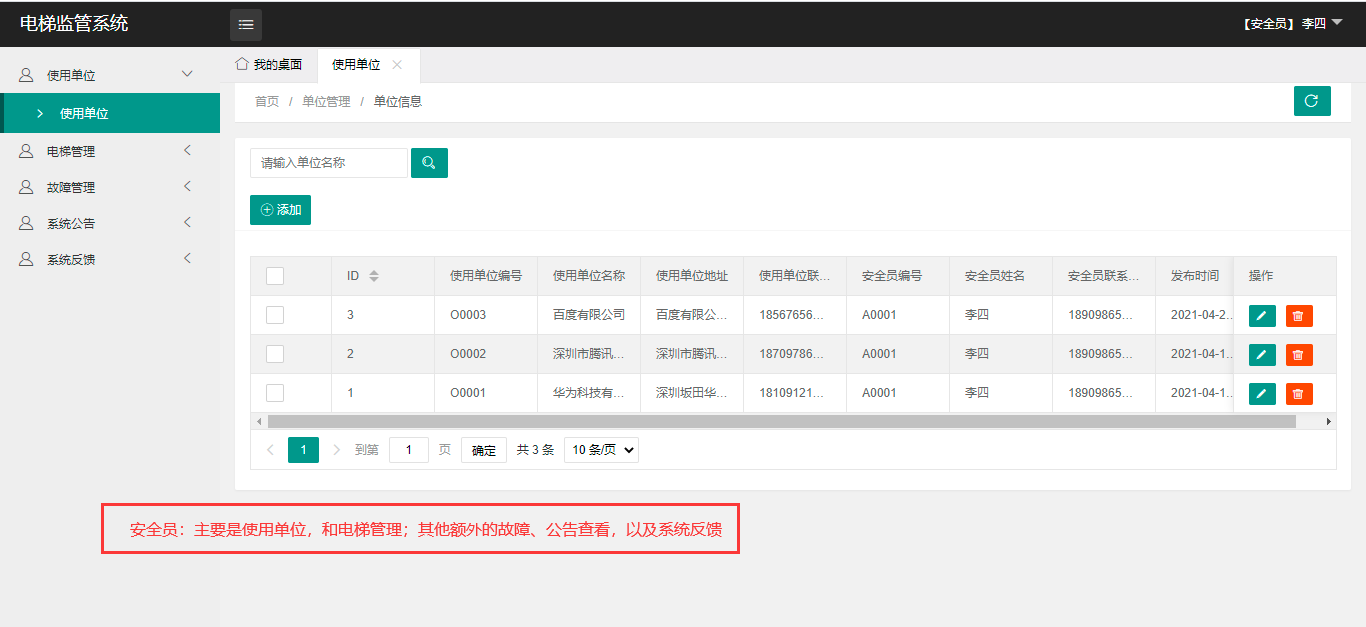 电梯监管系统
【安全员】 李四
使用单位
使用单位
电梯管理
故障管理
系统公告
系统反馈
我的桌面
使用单位
首页 / 单位管理 / 单位信息
请输入单位名称
添加
ID 使用单位编号 使用单位名称 使用单位地址 使用单位联... 安全员编号 安全员姓名 安全员联系... 发布时间 操作
3 O0003 百度有限公司 百度有限公... 18567656... A0001 李四 18909865... 2021-04-2...
2 O0002 深圳市腾讯... 深圳市腾讯... 18709786... A0001 李四 18909865... 2021-04-1...
1 O0001 华为科技有... 深圳坂田华... 18109121... A0001 李四 18909865... 2021-04-1...
1 到第 1 页 确定 共 3 条 10 条/页
安全员：主要是使用单位，和电梯管理；其他额外的故障、公告查看，以及系统反馈